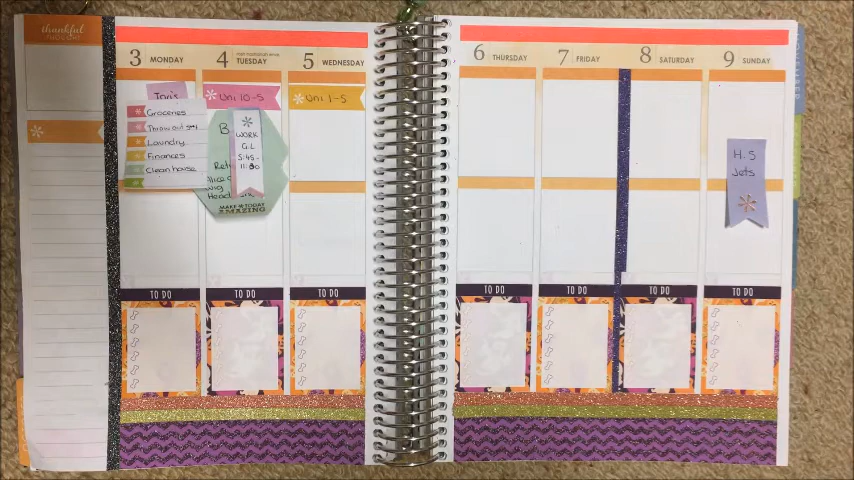 thankful
3 MONDAY
4 TUESDAY
5 WEDNESDAY
6 THURSDAY
7 FRIDAY
8 SATURDAY
9 SUNDAY
Uni 10-5
Uni 1-5
Groceries
Laundry
Finances
Clean house
WORK
G.L
5:45-
11:30
MAKE TODAY
AMAZING
H.S
Jets
TO DO
TO DO
TO DO
TO DO
TO DO
TO DO
TO DO